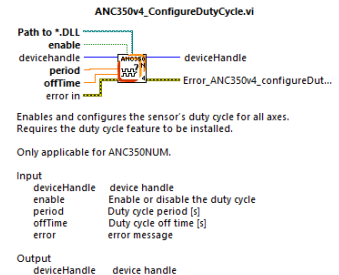 ANC350v4_ConfigureDutyCycle.vi
Path to *.DLL
enable
devicehandle
deviceHandle
period
offTime
Error_ANC350v4_configureDut...
error in
ANC350
N
4
Enables and configures the sensor's duty cycle for all axes.
Requires the duty cycle feature to be installed.
Only applicable for ANC350NUM.
Input
deviceHandle device handle
enable Enable or disable the duty cycle
period Duty cycle period [s]
offTime Duty cycle off time [s]
error error message
Output
deviceHandle device handle